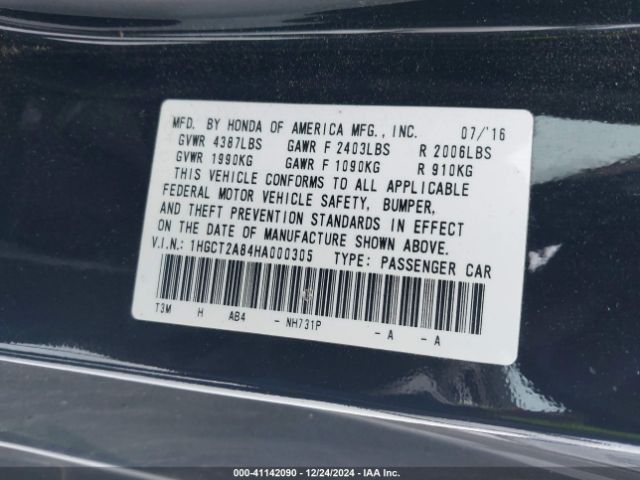 MFD. BY HONDA OF AMERICA MFG., INC. 07/'16
GVWR 4387LBS GAWR F 2403LBS R 2006LBS
GVWR 1990KG GAWR F 1090KG R 910KG
THIS VEHICLE CONFORMS TO ALL APPLICABLE
FEDERAL MOTOR VEHICLE SAFETY, BUMPER,
AND THEFT PREVENTION STANDARDS IN EFFECT
ON THE DATE OF MANUFACTURE SHOWN ABOVE.
V.I.N.: 1HGCT2A84HA000305 TYPE: PASSENGER CAR
T3M H AB4 - NH731P - A - A
000-41142090 - 12/24/2024 - IAA Inc.